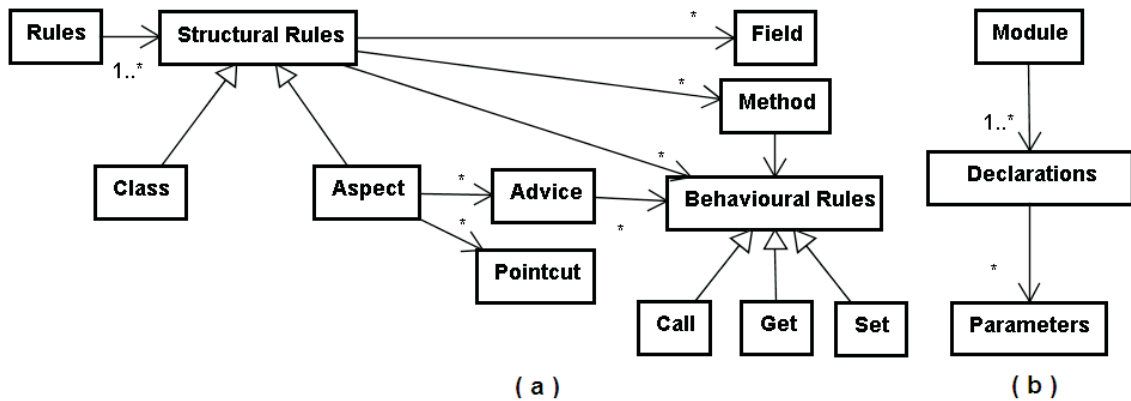 Rules
Structural Rules
*
Field
Module
1..*
*
Method
1..*
*
Class
Aspect
*
Advice
Behavioural Rules
Declarations
*
*
Pointcut
*
Call
Get
Set
Parameters
( a )
( b )